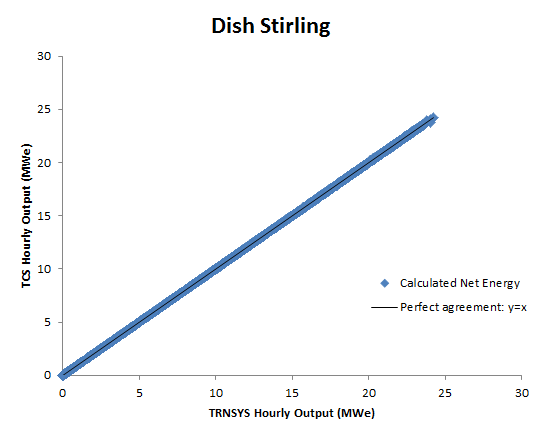 Dish Stirling
30
25
20
15
10
5
0
TCS Hourly Output (MWe)
Calculated Net Energy
Perfect agreement: y=x
0 5 10 15 20 25 30
TRNSYS Hourly Output (MWe)